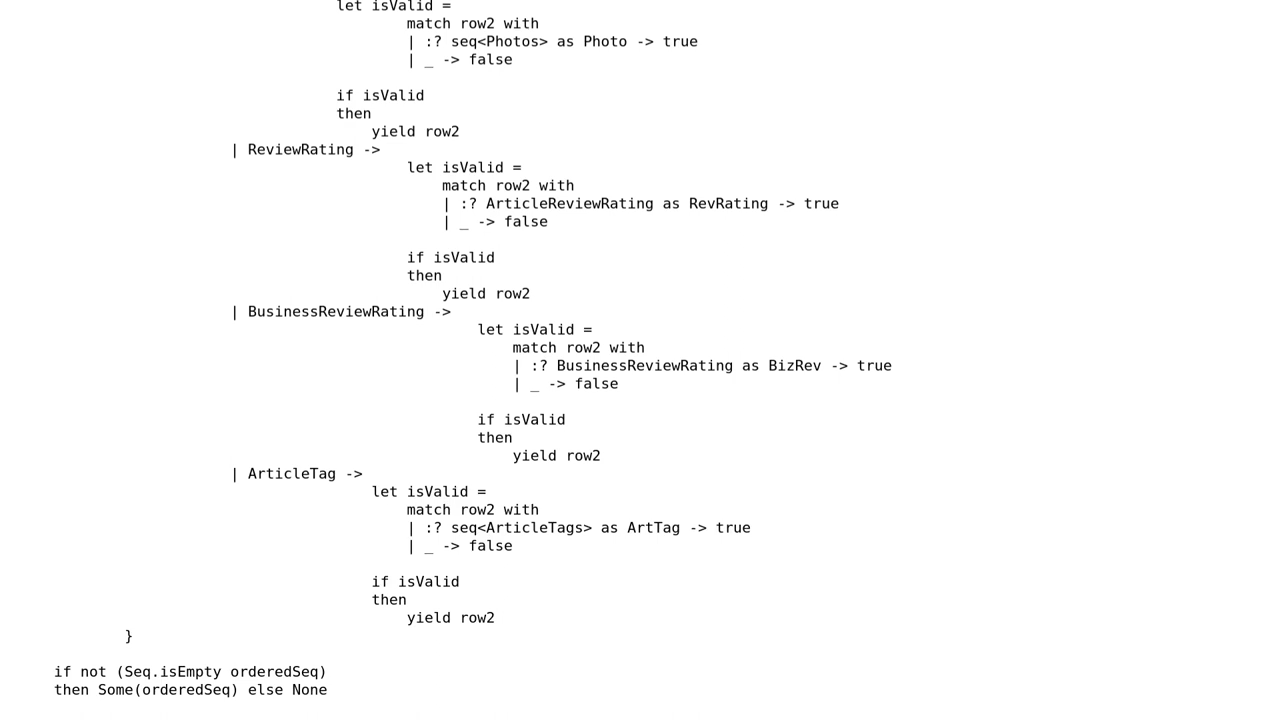 let isValid =
match row2 with
| :? seq<Photos> as Photo -> true
| _ -> false
if isValid
then
yield row2
| ReviewRating ->
let isValid =
match row2 with
| :? ArticleReviewRating as RevRating -> true
| _ -> false
if isValid
then
yield row2
| BusinessReviewRating ->
let isValid =
match row2 with
| :? BusinessReviewRating as BizRev -> true
| _ -> false
if isValid
then
yield row2
| ArticleTag ->
let isValid =
match row2 with
| :? seq<ArticleTags> as ArtTag -> true
| _ -> false
if isValid
then
yield row2
}
if not (Seq.isEmpty orderedSeq)
then Some(orderedSeq) else None